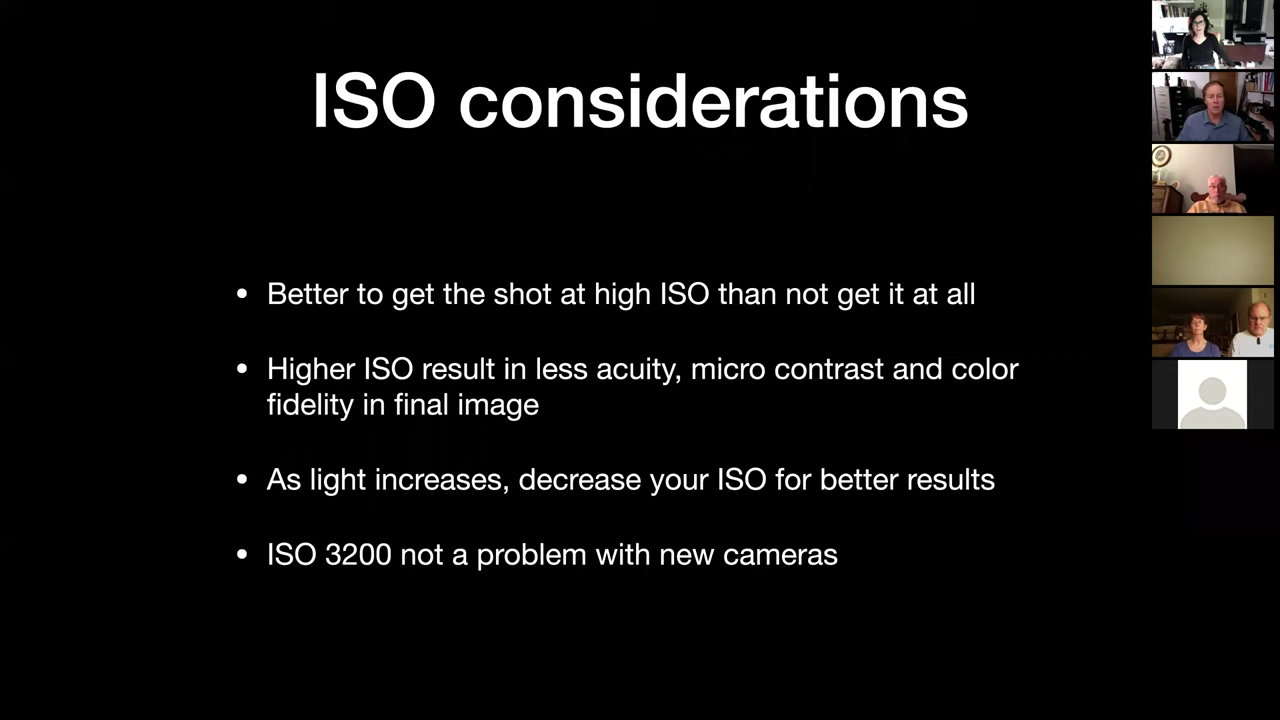 ISO considerations
• Better to get the shot at high ISO than not get it at all
• Higher ISO result in less acuity, micro contrast and color
fidelity in final image
• As light increases, decrease your ISO for better results
• ISO 3200 not a problem with new cameras